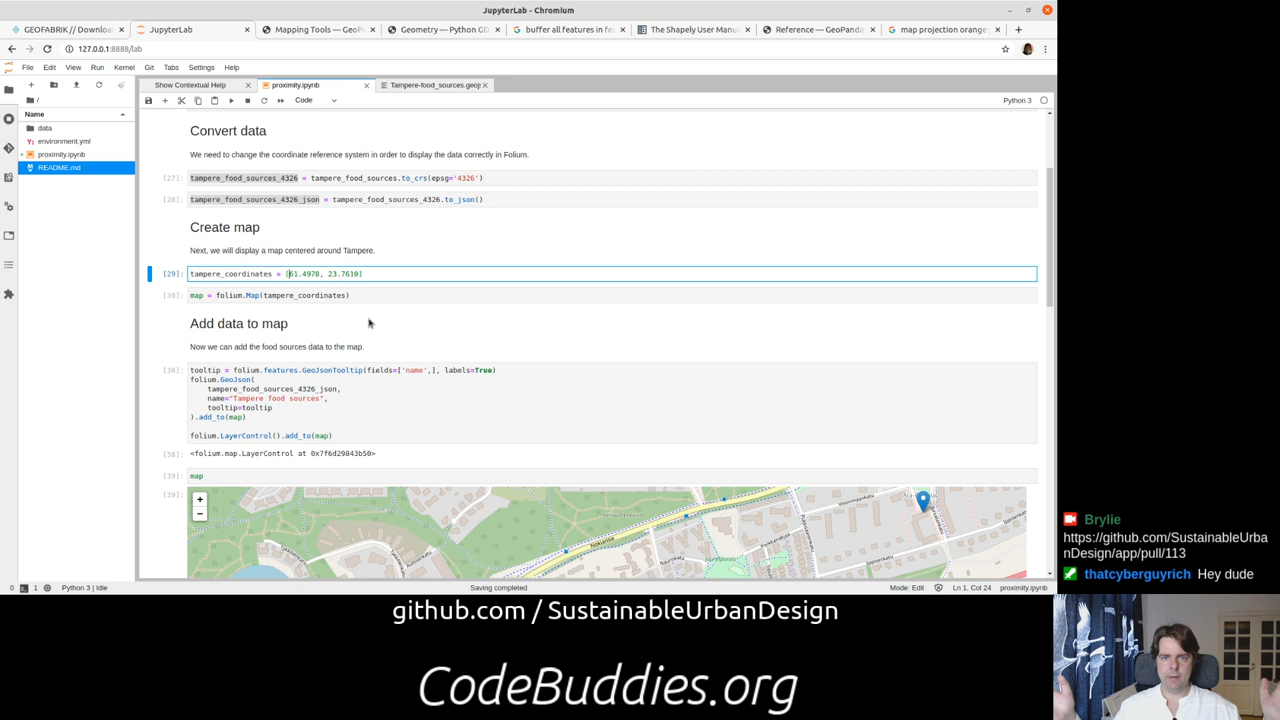 JupyterLab - Chromium
GEOFABRIK // Downloa
JupyterLab
Mapping Tools — GeoP
Geometry — Python GD
buffer all features in fe
The Shapely User Manu
Reference — GeoPanda
map projection orange p
127.0.0.1:8888/lab
File Edit View Run Kernel Git Tabs Settings Help
Show Contextual Help
proximity.ipynb
Tampere-food_sources.geoj
Code
Python 3
/
Name
data
environment.yml
proximity.ipynb
README.md
Convert data
We need to change the coordinate reference system in order to display the data correctly in Folium.
[27]: tampere_food_sources_4326 = tampere_food_sources.to_crs(epsg='4326')
[28]: tampere_food_sources_4326_json = tampere_food_sources_4326.to_json()
Create map
Next, we will display a map centered around Tampere.
[29]: tampere_coordinates = [61.4978, 23.7610]
[30]: map = folium.Map(tampere_coordinates)
Add data to map
Now we can add the food sources data to the map.
[38]: tooltip = folium.features.GeoJsonTooltip(fields=['name',], labels=True)
folium.GeoJson(
tampere_food_sources_4326_json,
name="Tampere food sources",
tooltip=tooltip
).add_to(map)
folium.LayerControl().add_to(map)
[38]: <folium.map.LayerControl at 0x7f6d29843b50>
[39]: map
[39]:
+
−
0 1 Python 3 | Idle
Saving completed
Mode: Edit
Ln 1, Col 24
proximity.ipynb
Brylie
https://github.com/SustainableUrba
nDesign/app/pull/113
thatcyberguyrich Hey dude
github.com / SustainableUrbanDesign
CodeBuddies.org